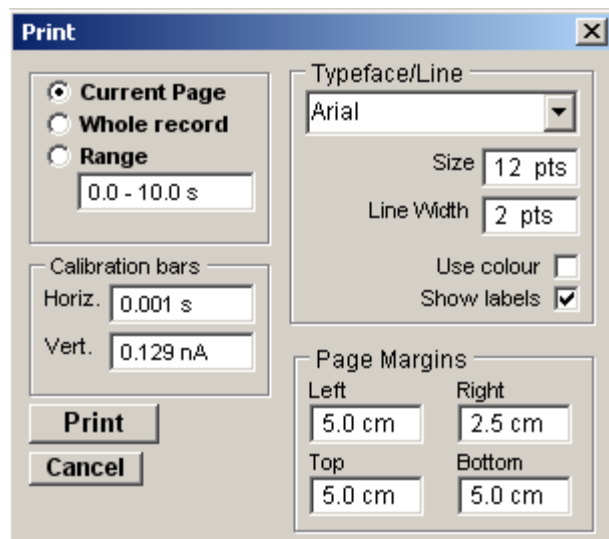 Print
Current Page
Whole record
Range
0.0 - 10.0 s
Calibration bars
Horiz. 0.001 s
Vert. 0.129 nA
Print
Cancel
Typeface/Line
Arial
Size 12 pts
Line Width 2 pts
Use colour
Show labels
Page Margins
Left Right
5.0 cm 2.5 cm
Top Bottom
5.0 cm 5.0 cm